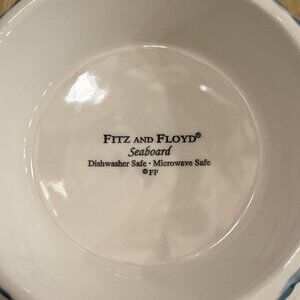 FITZ AND FLOYD®
Seaboard
Dishwasher Safe · Microwave Safe
© FF